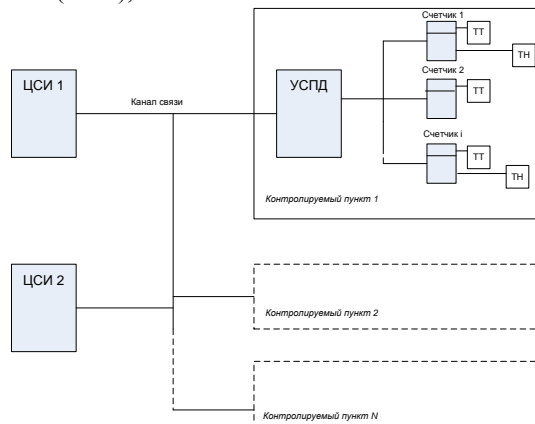 Счетчик 1
ТТ
ТН
ЦСИ 1
Канал связи
УСПД
Счетчик 2
ТТ
Счетчик i
ТТ
ТН
Контролируемый пункт 1
ЦСИ 2
Контролируемый пункт 2
Контролируемый пункт N